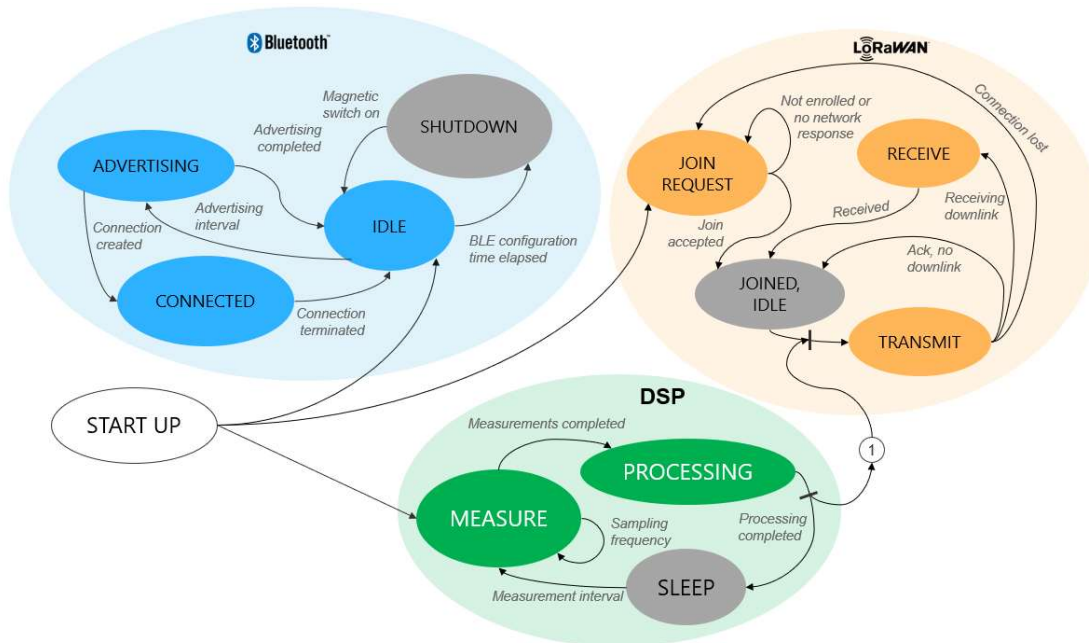 Bluetooth™
LoRaWAN
Magnetic
switch on
SHUTDOWN
Advertising
completed
ADVERTISING
Advertising
interval
Connection
created
IDLE
BLE configuration
time elapsed
CONNECTED
Connection
terminated
Not enrolled or
no network
response
Connection lost
JOIN
REQUEST
RECEIVE
Receiving
downlink
Received
Join
accepted
Ack, no
downlink
JOINED,
IDLE
TRANSMIT
START UP
DSP
Measurements completed
PROCESSING
1
MEASURE
Sampling
frequency
Processing
completed
Measurement interval
SLEEP